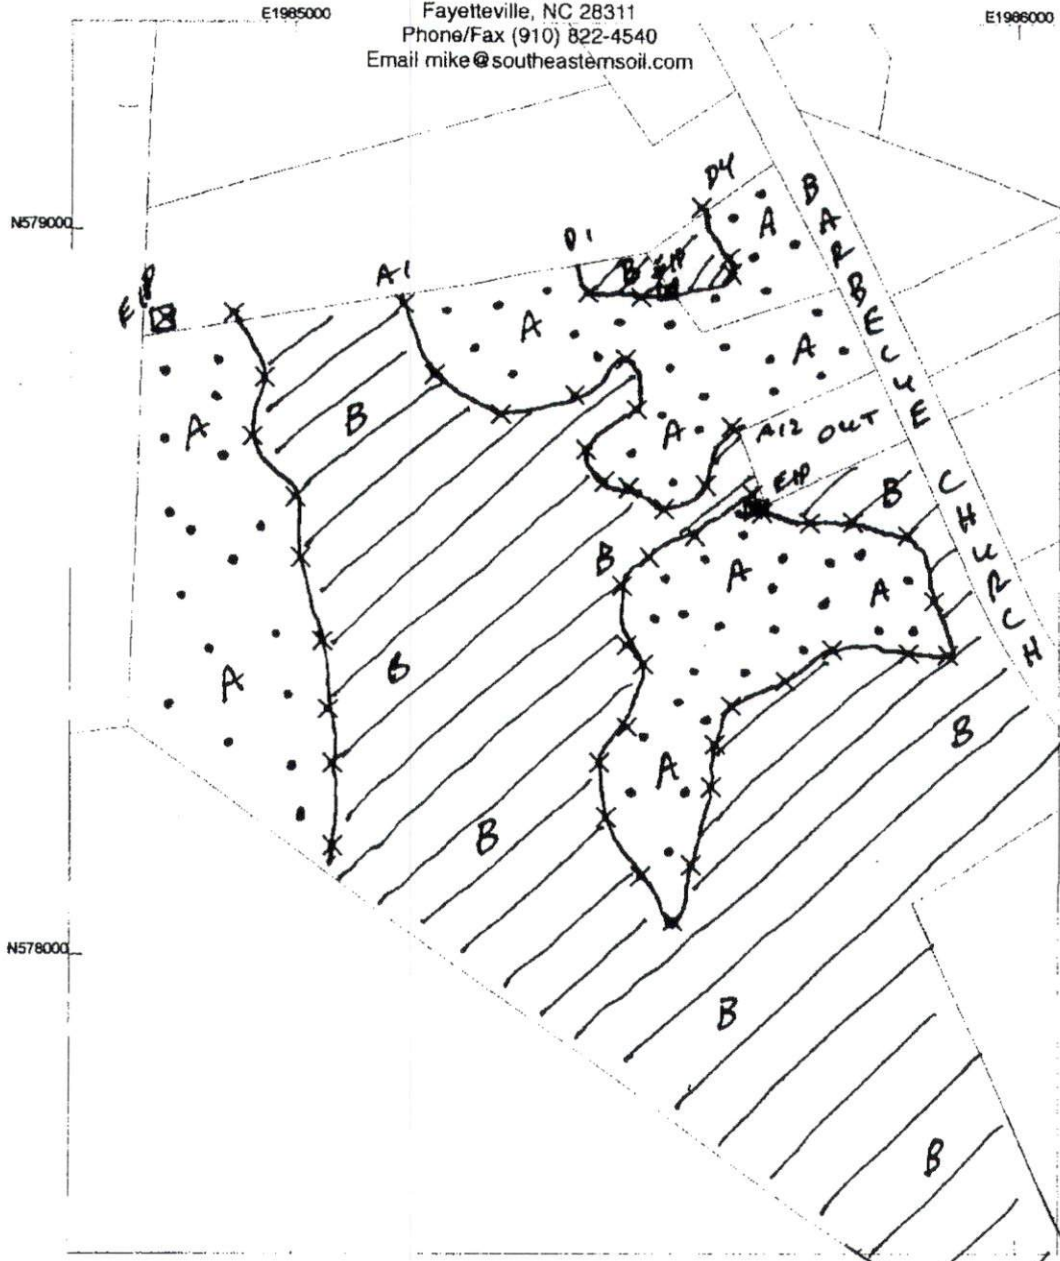 E1985000
Fayetteville, NC 28311
E1986000
Phone/Fax (910) 822-4540
Email mike@southeasternsoil.com
D4
N579000
A
BARBECUE CHURCH
D1
A1
B EIP
EIP
A
A
A
B
A
A12 OUT
EIP
B
B
A
A
B
A
B
A
B
N578000
B
B